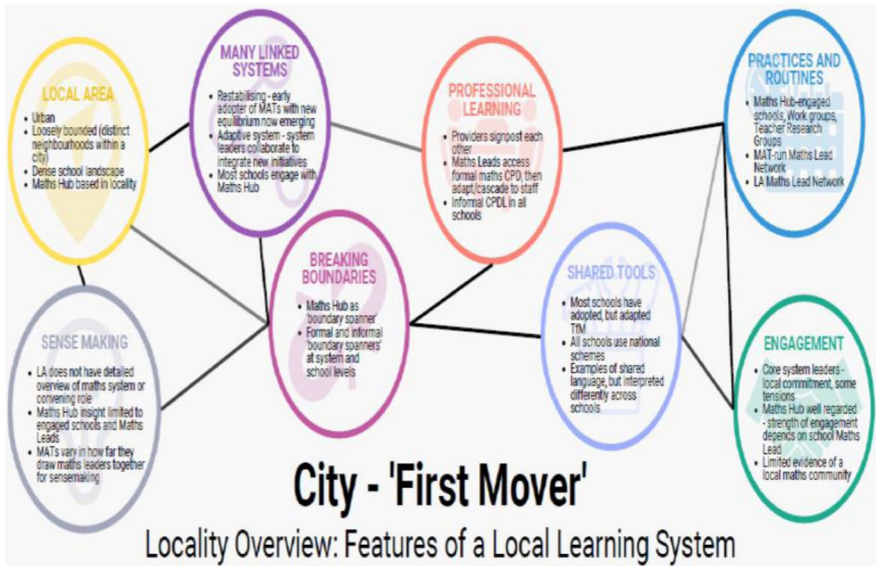 LOCAL AREA
• Urban
• Loosely bounded (distinct
neighbourhoods within a
city)
• Dense school landscape
• Maths Hub based in locality
MANY LINKED
SYSTEMS
• Restabilising - early
adopter of MATs with new
equilibrium now emerging
• Adaptive system - system
leaders collaborate to
integrate new initiatives
• Most schools engage with
Maths Hub
PROFESSIONAL
LEARNING
• Providers signpost each
other
• Maths Leads access
formal maths CPD, then
adapt/cascade to staff
• Informal CPDL in all
schools
PRACTICES AND
ROUTINES
• Maths Hub-engaged
schools, Work groups,
Teacher Research
Groups
• MAT-run Maths Lead
Network
• LA Maths Lead Network
SENSE MAKING
• LA does not have detailed
overview of maths system or
convening role
• Maths Hub insight limited to
engaged schools and Maths
Leads
• MATs vary in how far they
draw maths leaders together
for sensemaking
BREAKING
BOUNDARIES
• Maths Hub as
'boundary spanner'
• Formal and informal
'boundary spanners'
at system and
school levels
SHARED TOOLS
• Most schools have
adopted, but adapted
TfM
• All schools use national
schemes
• Examples of shared
language, but interpreted
differently across
schools
ENGAGEMENT
• Core system leaders -
local commitment, some
tensions
• Maths Hub well regarded
- strength of engagement
depends on school Maths
Lead
• Limited evidence of a
local maths community
City - 'First Mover'
Locality Overview: Features of a Local Learning System